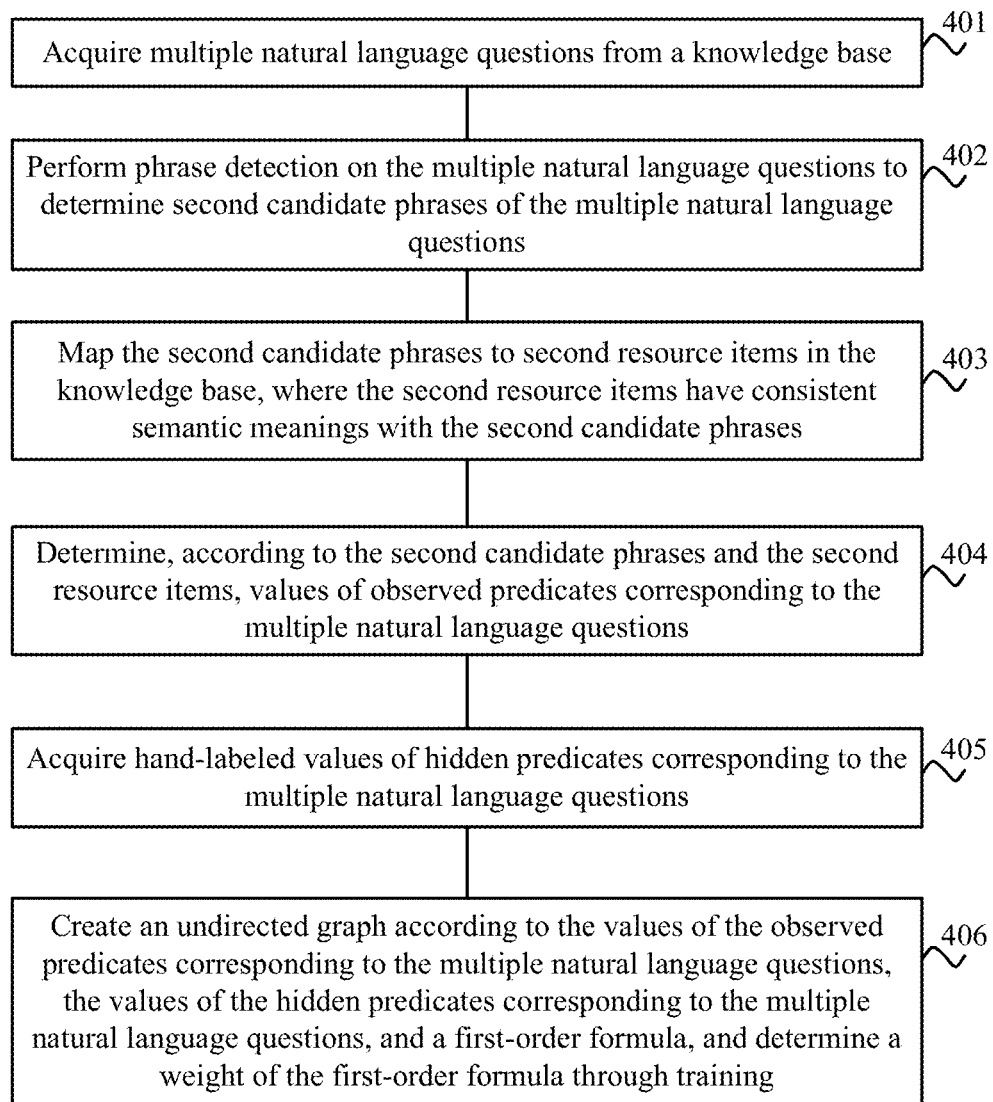 401
Acquire multiple natural language questions from a knowledge base
402
Perform phrase detection on the multiple natural language questions to
determine second candidate phrases of the multiple natural language
questions
403
Map the second candidate phrases to second resource items in the
knowledge base, where the second resource items have consistent
semantic meanings with the second candidate phrases
404
Determine, according to the second candidate phrases and the second
resource items, values of observed predicates corresponding to the
multiple natural language questions
405
Acquire hand-labeled values of hidden predicates corresponding to the
multiple natural language questions
406
Create an undirected graph according to the values of the observed
predicates corresponding to the multiple natural language questions,
the values of the hidden predicates corresponding to the multiple
natural language questions, and a first-order formula, and determine a
weight of the first-order formula through training